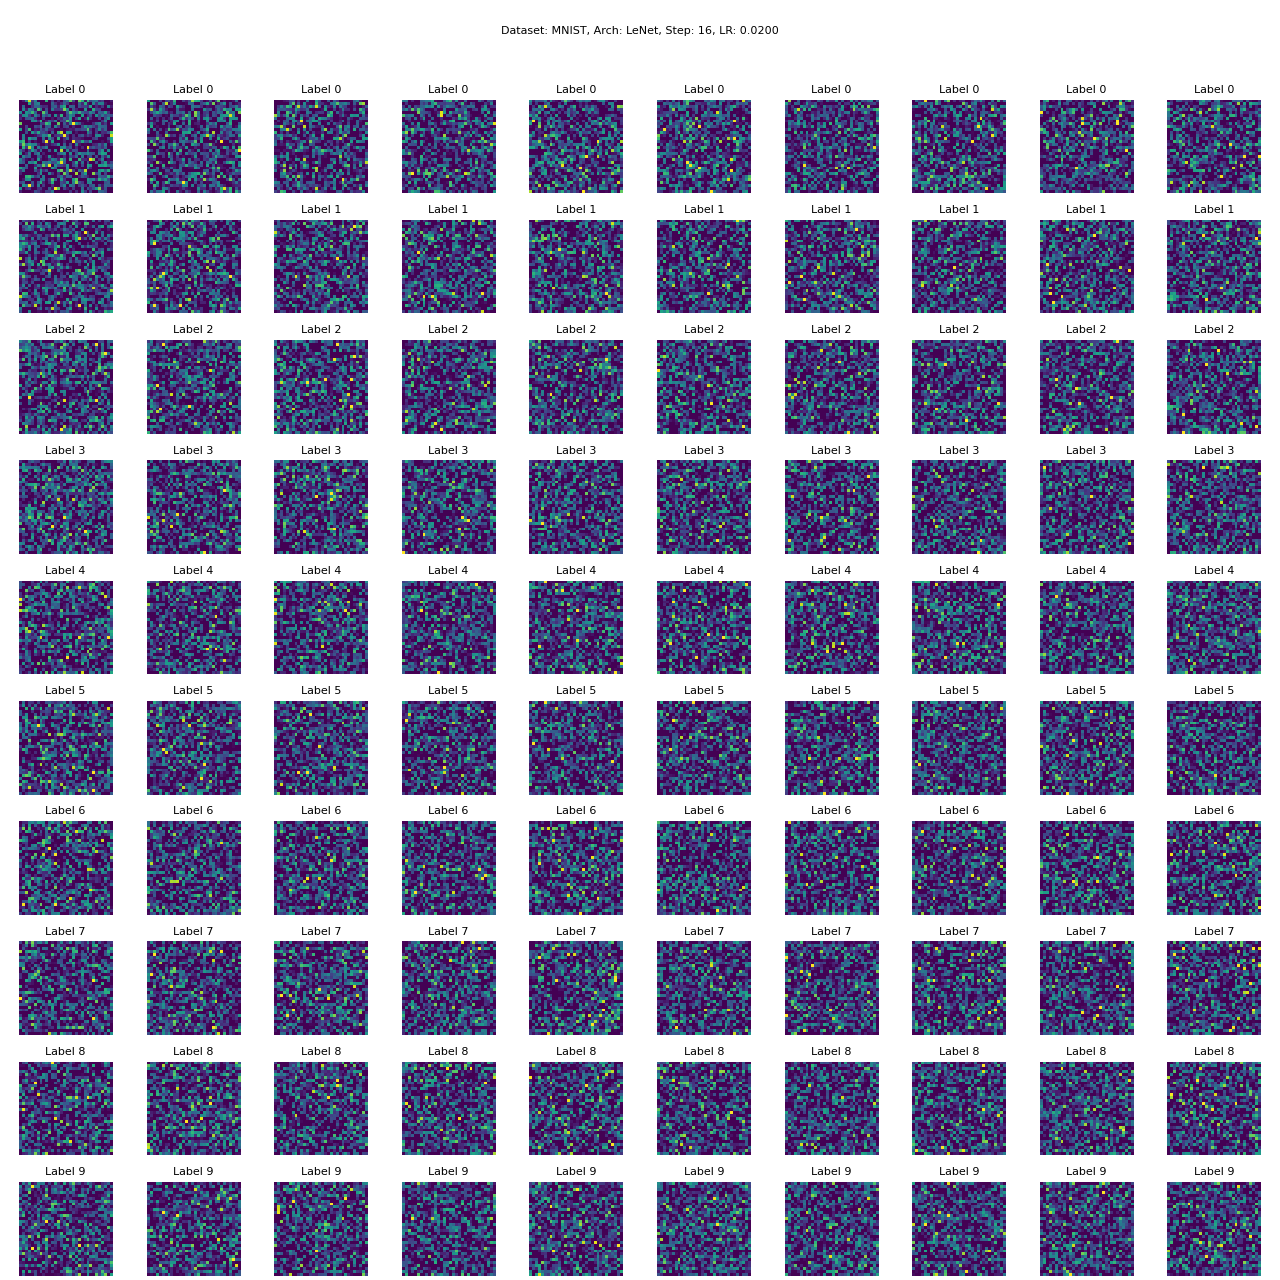 Dataset: MNIST, Arch: LeNet, Step: 16, LR: 0.0200
Label 0 Label 0 Label 0 Label 0 Label 0 Label 0 Label 0 Label 0 Label 0 Label 0
Label 1 Label 1 Label 1 Label 1 Label 1 Label 1 Label 1 Label 1 Label 1 Label 1
Label 2 Label 2 Label 2 Label 2 Label 2 Label 2 Label 2 Label 2 Label 2 Label 2
Label 3 Label 3 Label 3 Label 3 Label 3 Label 3 Label 3 Label 3 Label 3 Label 3
Label 4 Label 4 Label 4 Label 4 Label 4 Label 4 Label 4 Label 4 Label 4 Label 4
Label 5 Label 5 Label 5 Label 5 Label 5 Label 5 Label 5 Label 5 Label 5 Label 5
Label 6 Label 6 Label 6 Label 6 Label 6 Label 6 Label 6 Label 6 Label 6 Label 6
Label 7 Label 7 Label 7 Label 7 Label 7 Label 7 Label 7 Label 7 Label 7 Label 7
Label 8 Label 8 Label 8 Label 8 Label 8 Label 8 Label 8 Label 8 Label 8 Label 8
Label 9 Label 9 Label 9 Label 9 Label 9 Label 9 Label 9 Label 9 Label 9 Label 9